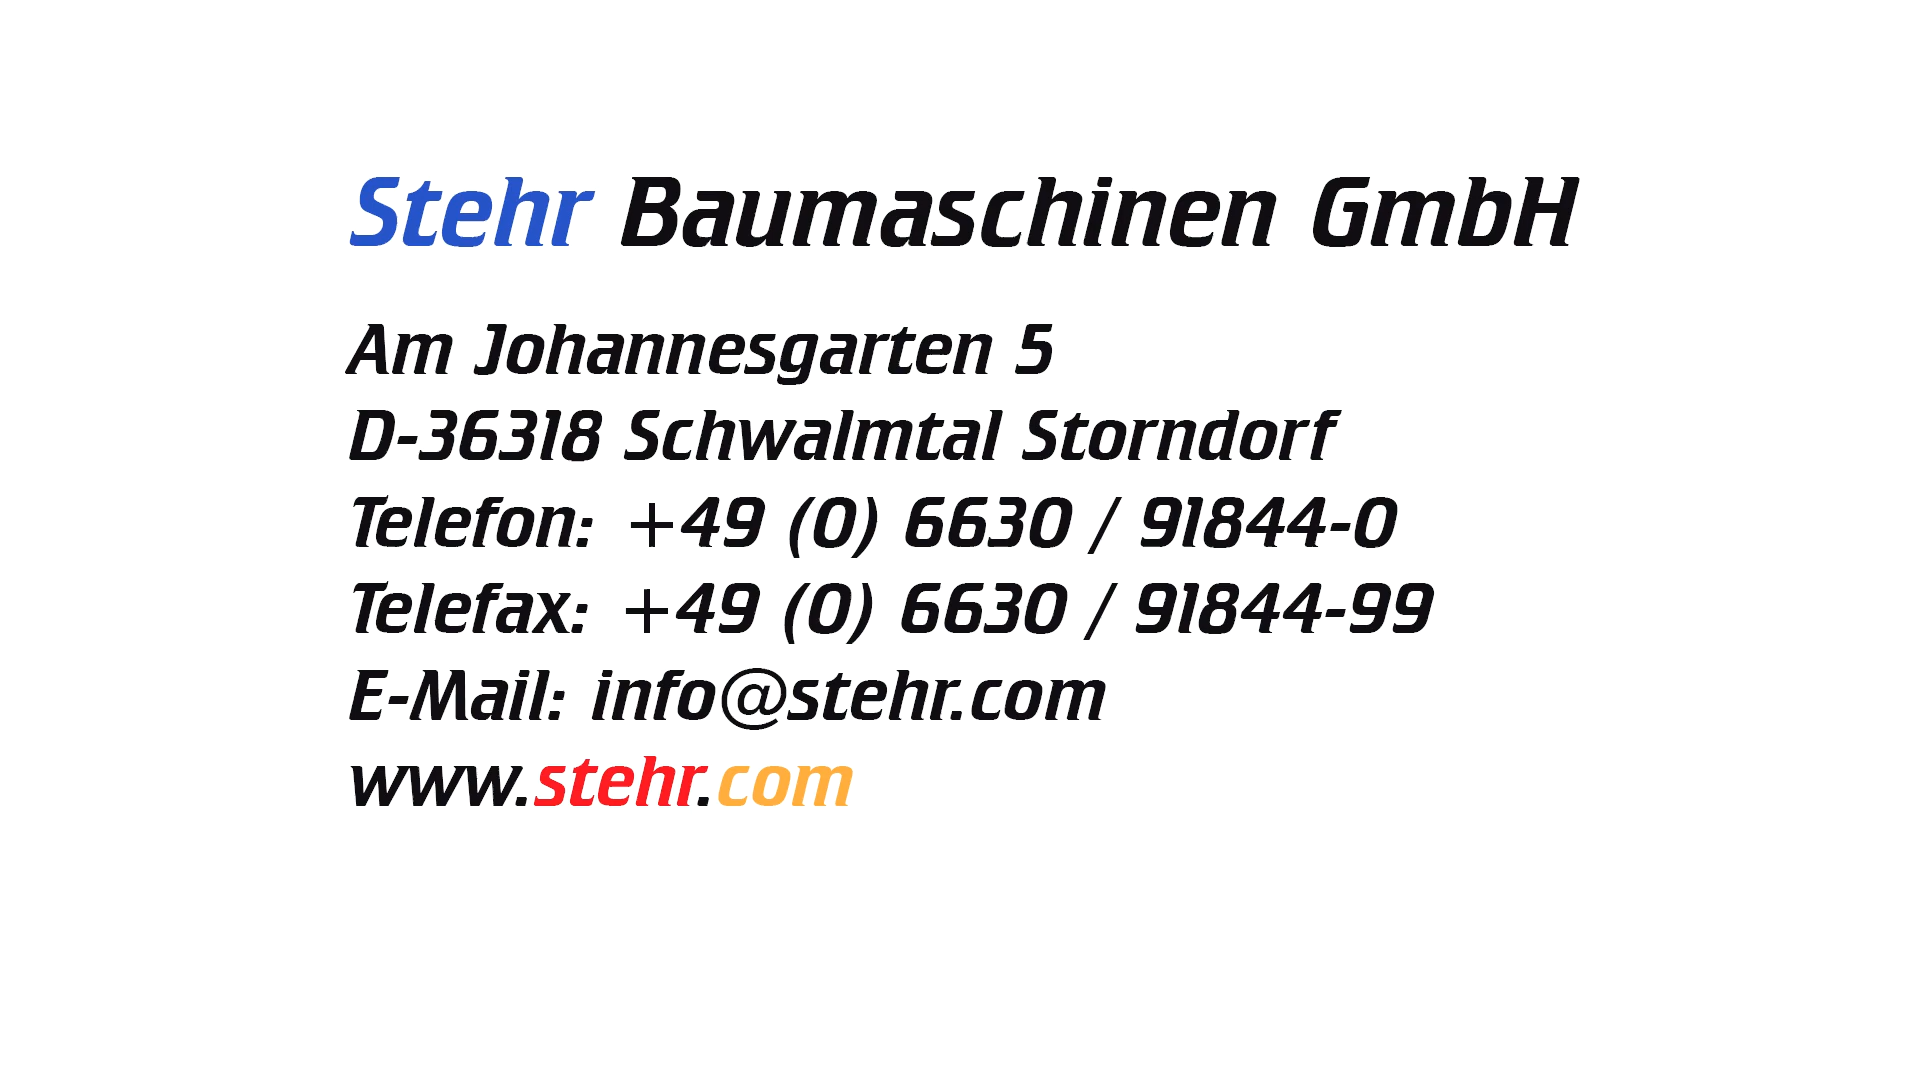 Stehr Baumaschinen GmbH
Am Johannesgarten 5
D-36318 Schwalmtal Storndorf
Telefon: +49 (0) 6630 / 91844-0
Telefax: +49 (0) 6630 / 91844-99
E-Mail: info@stehr.com
www.stehr.com